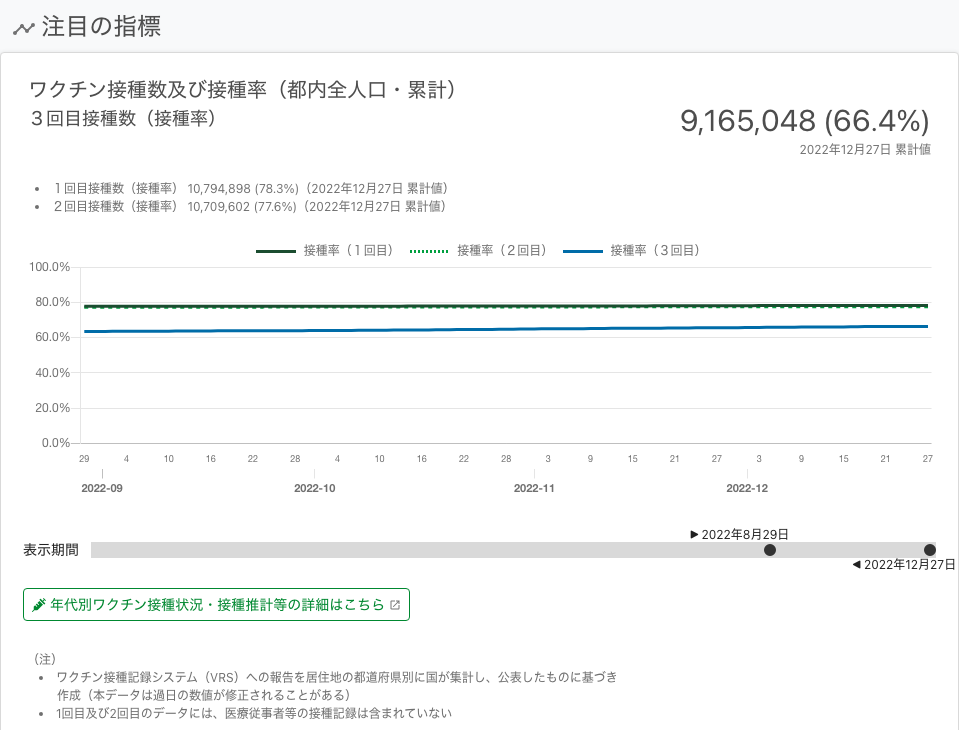 注目の指標
ワクチン接種数及び接種率（都内全人口・累計）
３回目接種数（接種率）
9,165,048 (66.4%)
2022年12月27日 累計値
• １回目接種数（接種率） 10,794,898 (78.3%)（2022年12月27日 累計値）
• ２回目接種数（接種率） 10,709,602 (77.6%)（2022年12月27日 累計値）
接種率（１回目） 接種率（２回目） 接種率（３回目）
100.0%
80.0%
60.0%
40.0%
20.0%
0.0%
29 4 10 16 22 28 4 10 16 22 28 3 9 15 21 27 3 9 15 21 27
2022-09 2022-10 2022-11 2022-12
▶ 2022年8月29日
表示期間
◀ 2022年12月27日
年代別ワクチン接種状況・接種推計等の詳細はこちら
（注）
• ワクチン接種記録システム（VRS）への報告を居住地の都道府県別に国が集計し、公表したものに基づき
作成（本データは過日の数値が修正されることがある）
• 1回目及び2回目のデータには、医療従事者等の接種記録は含まれていない